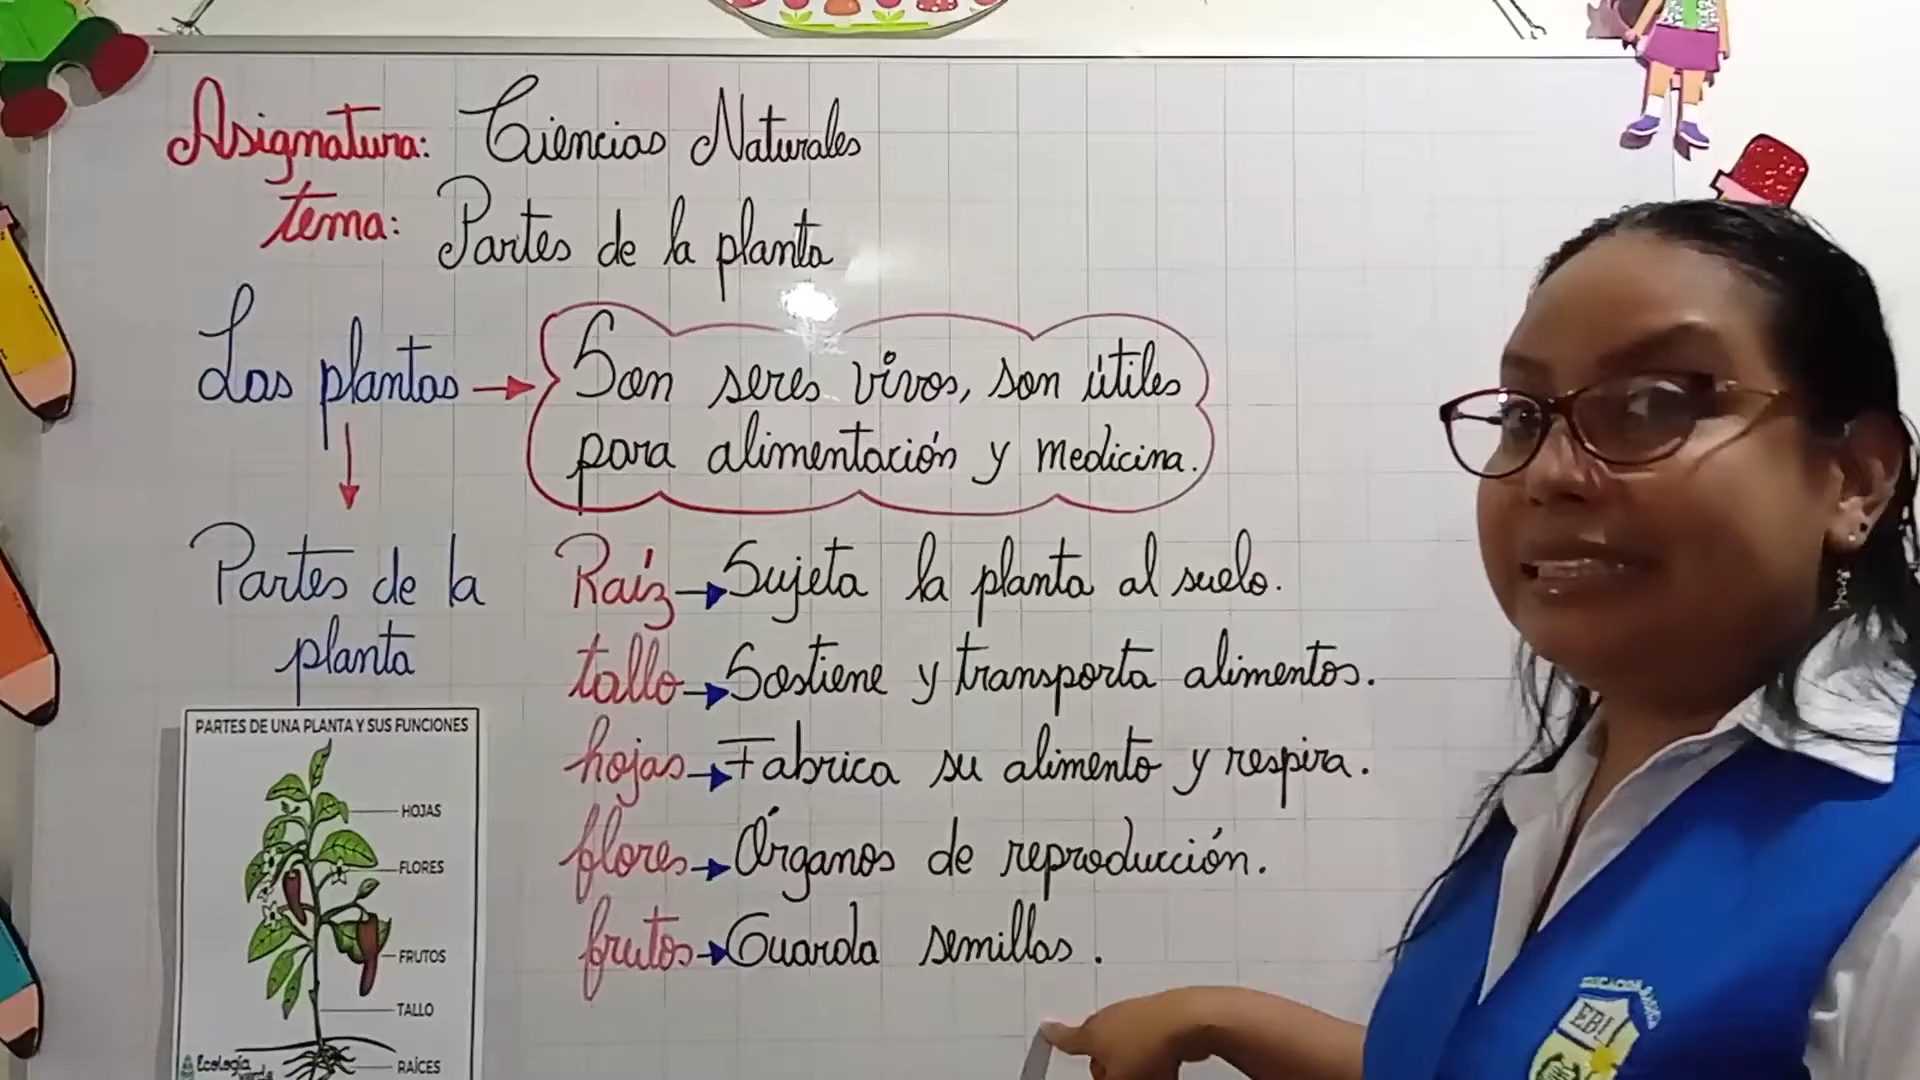 Asignatura: Ciencias Naturales
tema: Partes de la planta
Las plantas → Son seres vivos, son útiles
para alimentación y medicina.
Partes de la
planta
Raíz → Sujeta la planta al suelo.
tallo → Sostiene y transporta alimentos.
hojas → Fabrica su alimento y respira.
flores → Órganos de reproducción.
frutos → Guarda semillas.
PARTES DE UNA PLANTA Y SUS FUNCIONES
HOJAS
FLORES
FRUTOS
TALLO
RAÍCES
Ecología
verde
EBI